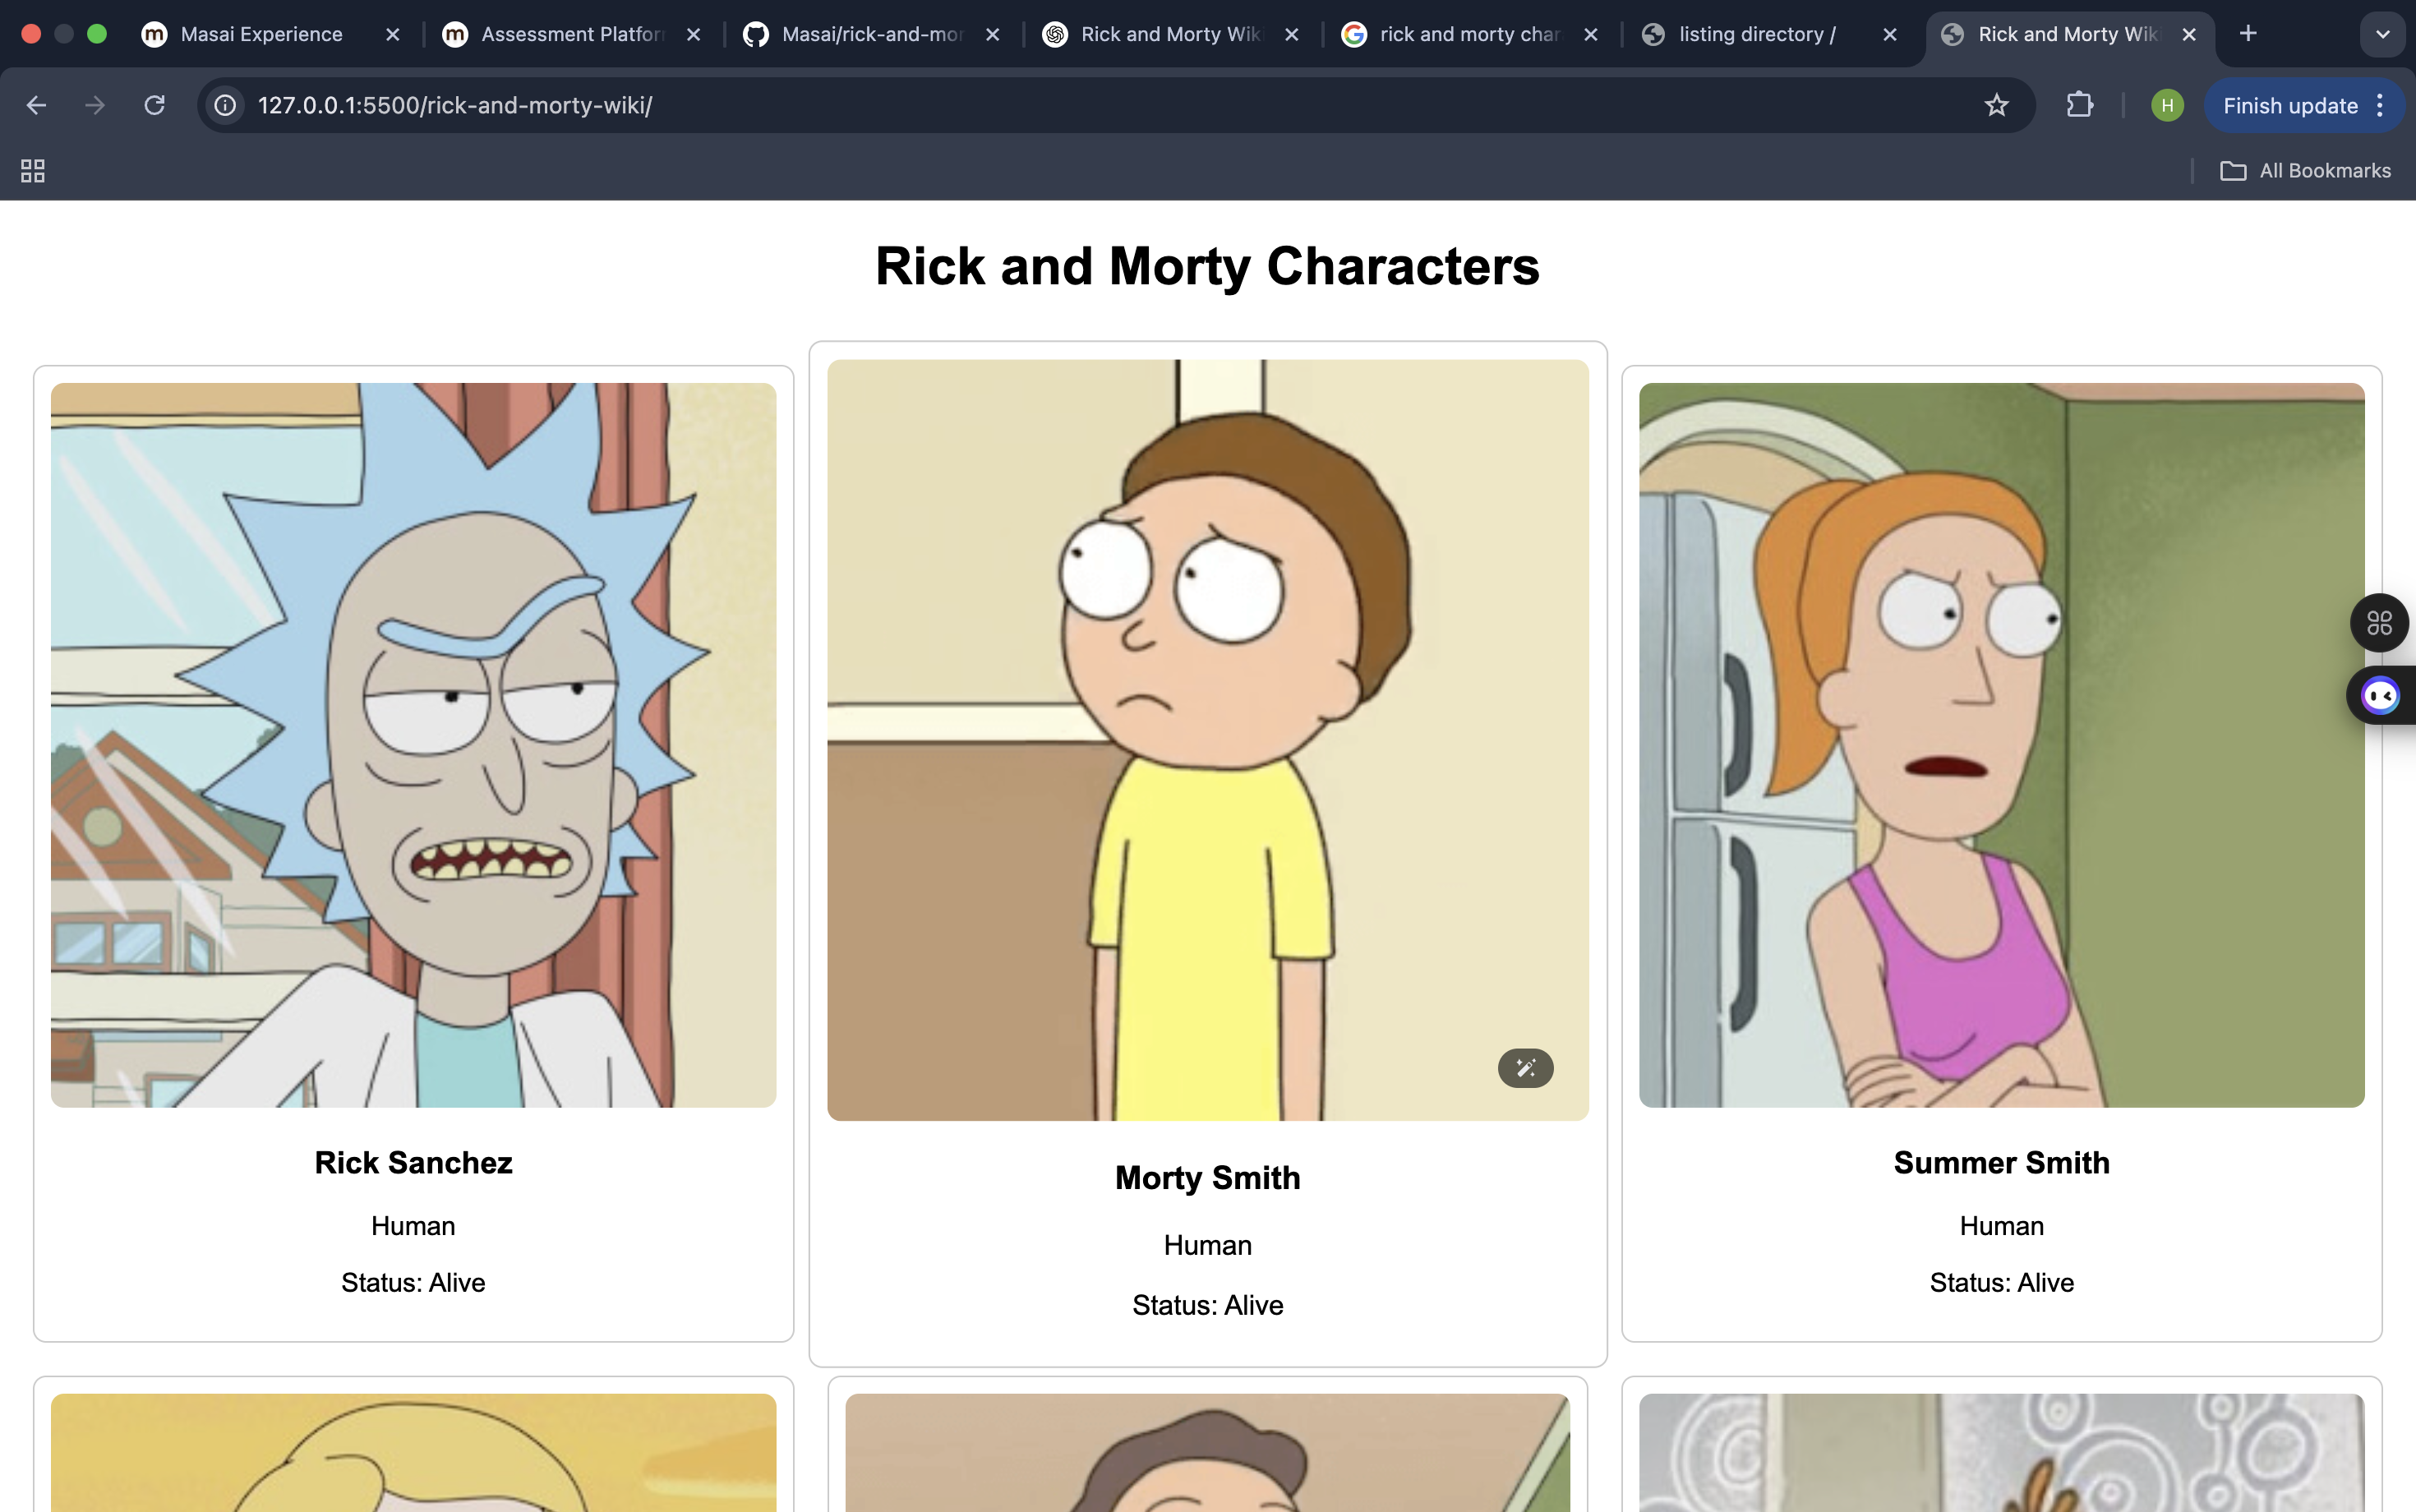 Masai Experience
Assessment Platfor
Masai/rick-and-mor
Rick and Morty Wik
rick and morty char
listing directory /
Rick and Morty Wik
127.0.0.1:5500/rick-and-morty-wiki/
H
Finish update
All Bookmarks
Rick and Morty Characters
Rick Sanchez
Human
Status: Alive
Morty Smith
Human
Status: Alive
Summer Smith
Human
Status: Alive